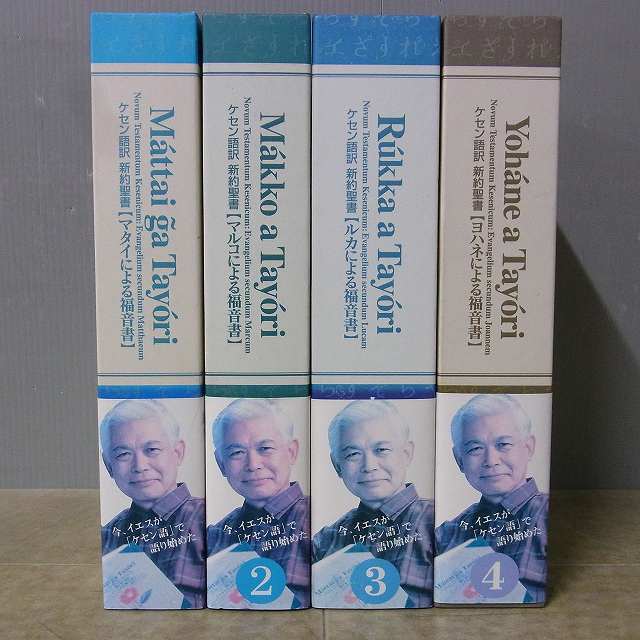 Máttai g̃a Tayóri
Novum Testamentum Kesenicum: Evangelium secundum Matthaeum
ケセン語訳 新約聖書【マタイによる福音書】
今、イエスが
「ケセン語」で
語り始めた
Mákko a Tayóri
Novum Testamentum Kesenicum: Evangelium secundum Marcum
ケセン語訳 新約聖書【マルコによる福音書】
今、イエスが
「ケセン語」で
語り始めた
2
Rúkka a Tayóri
Novum Testamentum Kesenicum: Evangelium secundum Lucam
ケセン語訳 新約聖書【ルカによる福音書】
今、イエスが
「ケセン語」で
語り始めた
3
Yoháne a Tayóri
Novum Testamentum Kesenicum: Evangelium secundum Joannem
ケセン語訳 新約聖書【ヨハネによる福音書】
今、イエスが
「ケセン語」で
語り始めた
4